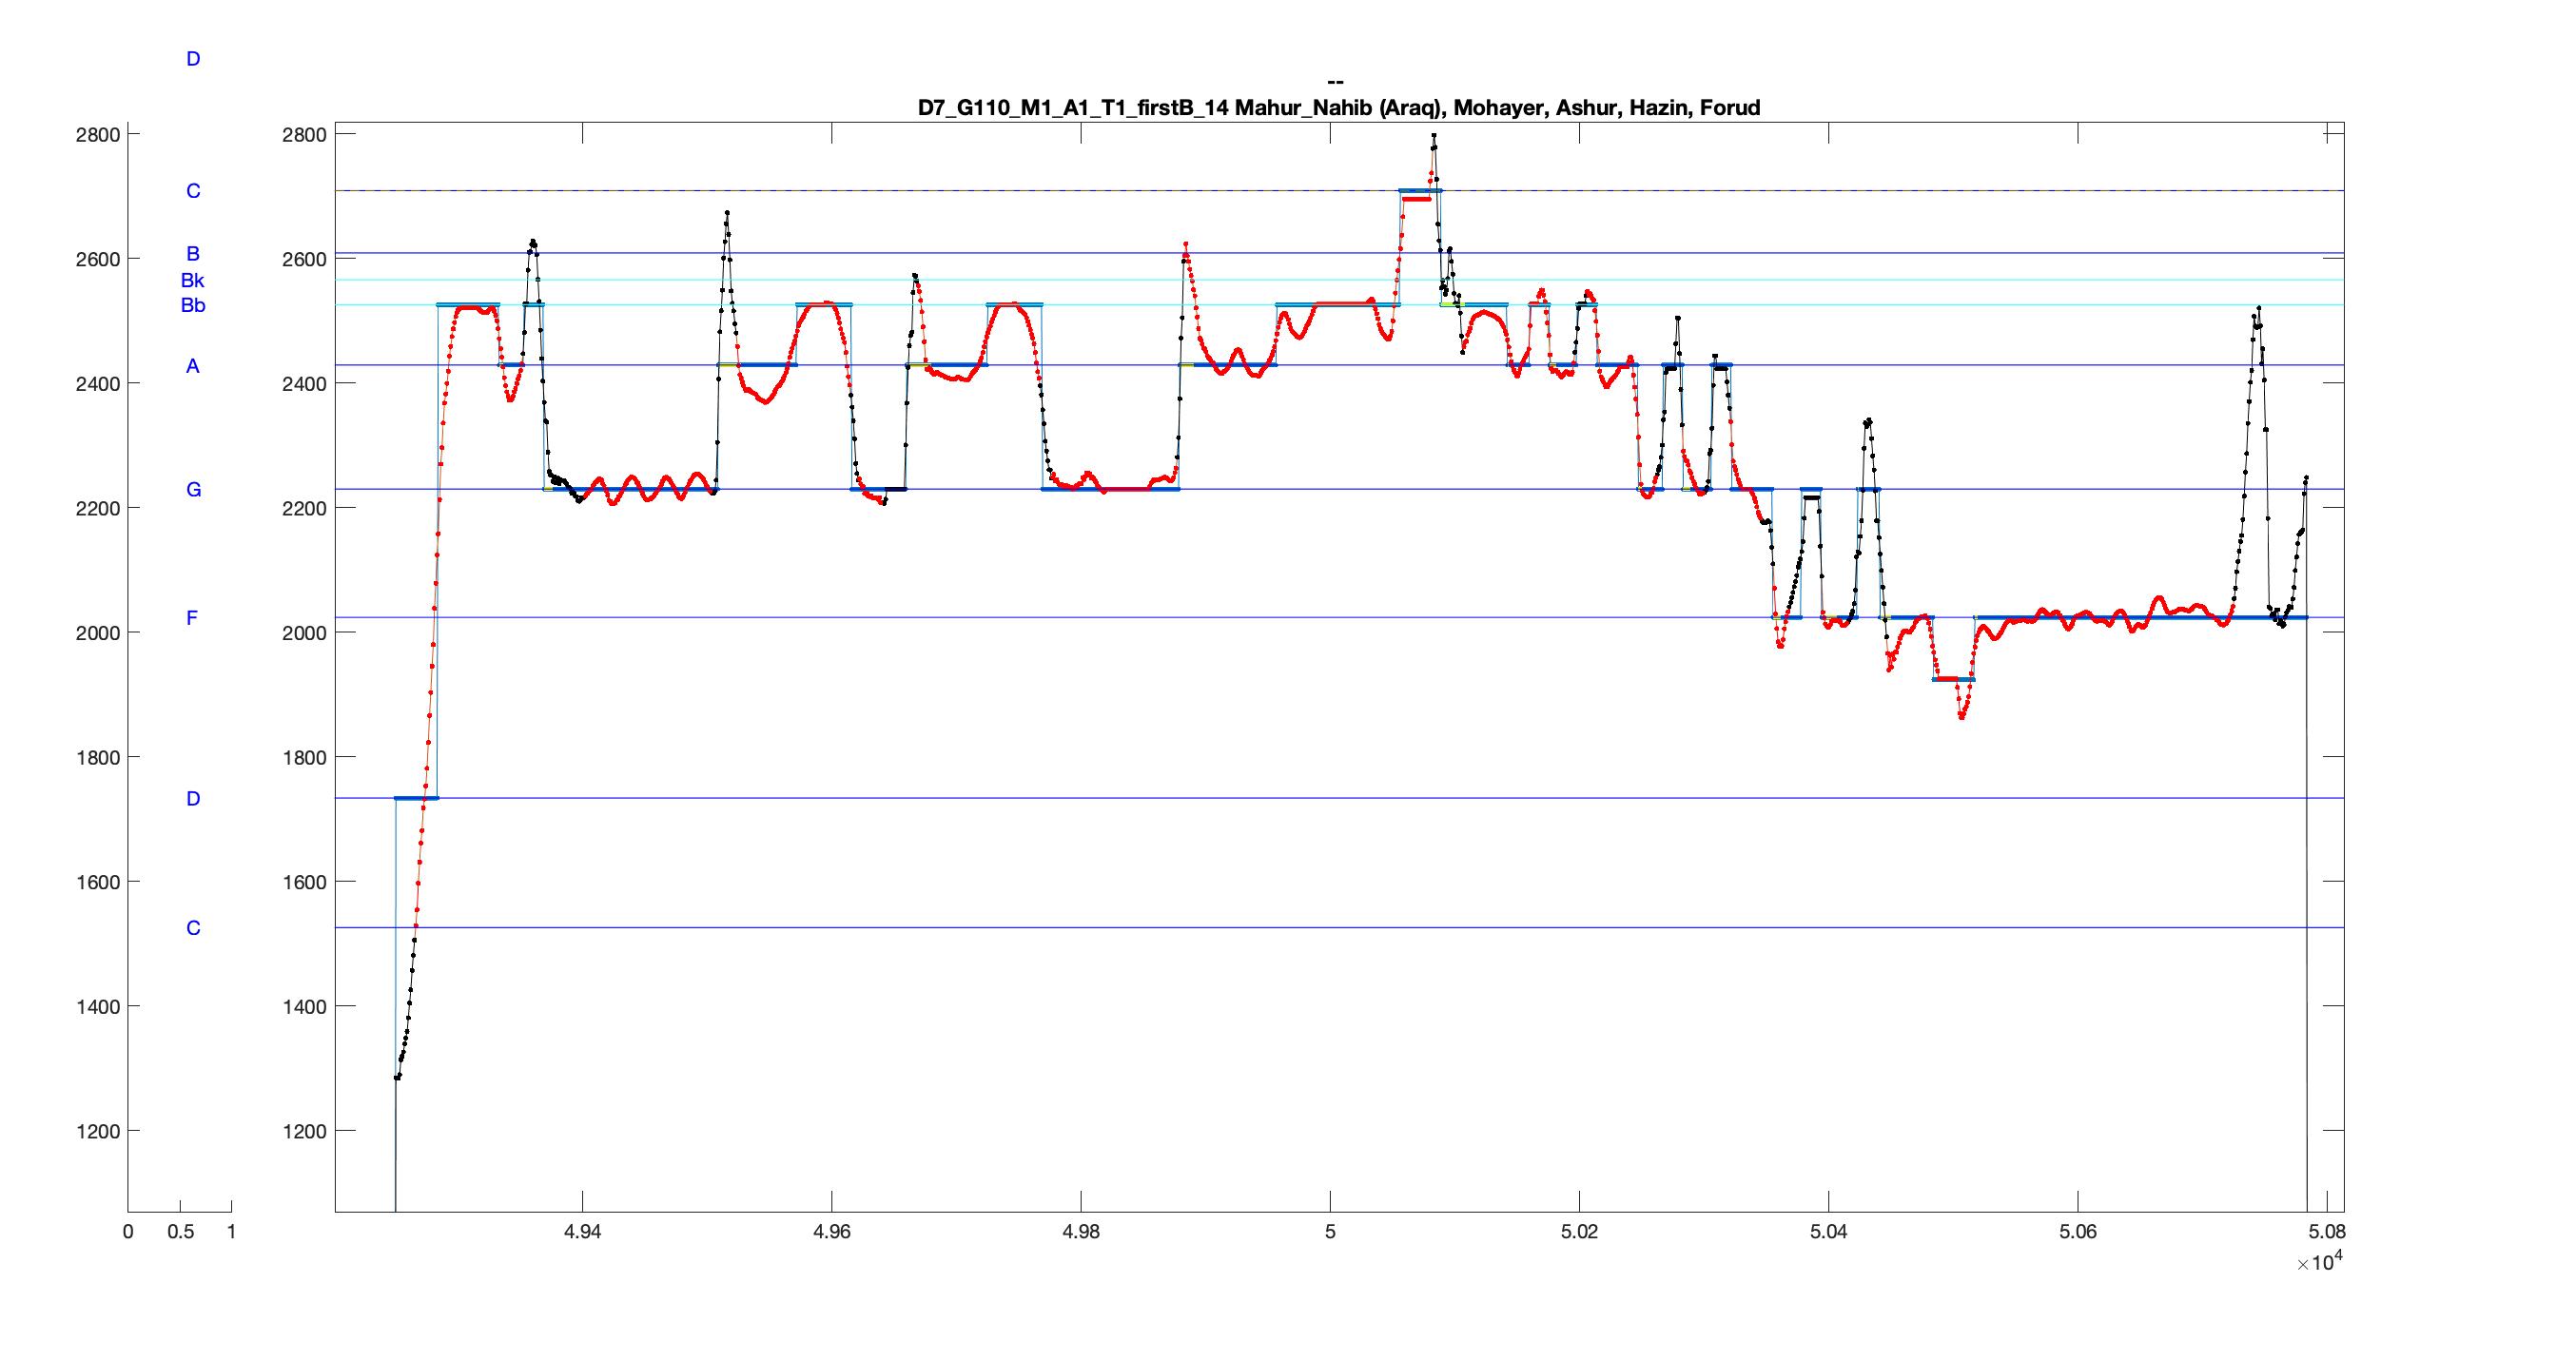 D
--
D7_G110_M1_A1_T1_firstB_14 Mahur_Nahib (Araq), Mohayer, Ashur, Hazin, Forud
2800 2800
C
B
2600 2600
Bk
Bb
A
2400 2400
G
2200 2200
F
2000 2000
1800 1800
D
1600 1600
C
1400 1400
1200 1200
0 0.5 1 4.94 4.96 4.98 5 5.02 5.04 5.06 5.08
×10^4